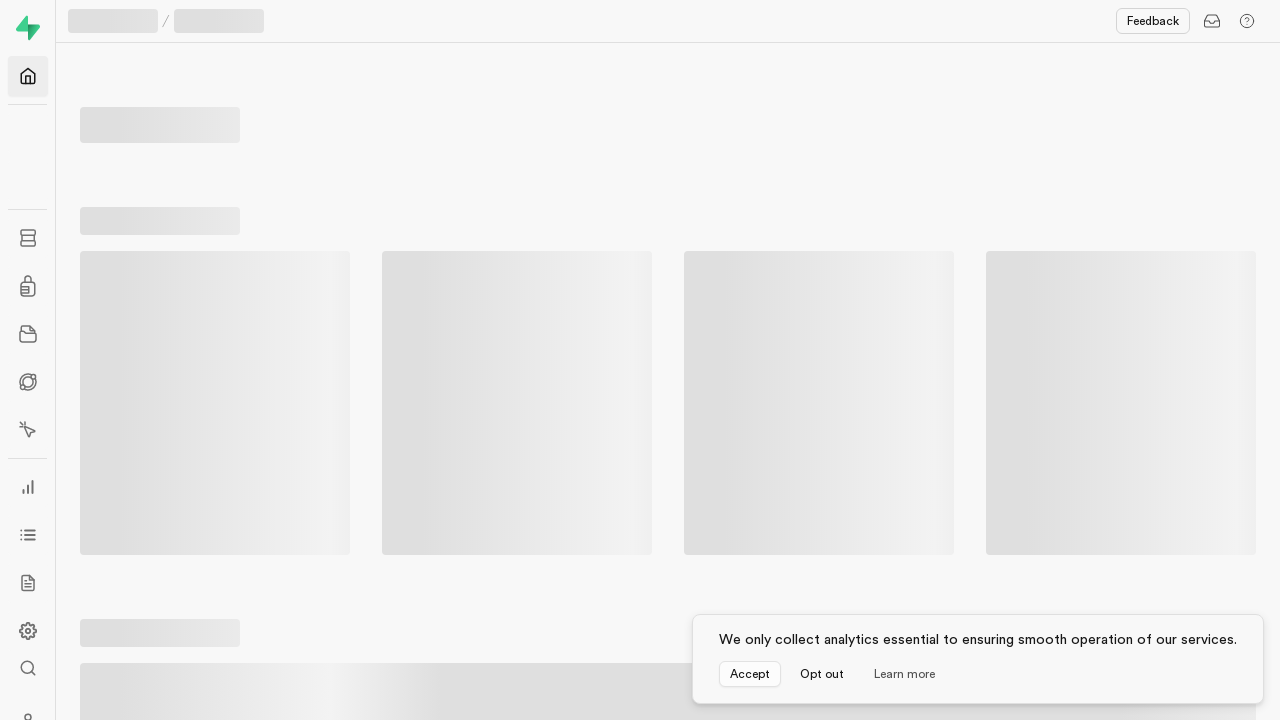 /
Feedback
We only collect analytics essential to ensuring smooth operation of our services.
Accept Opt out Learn more